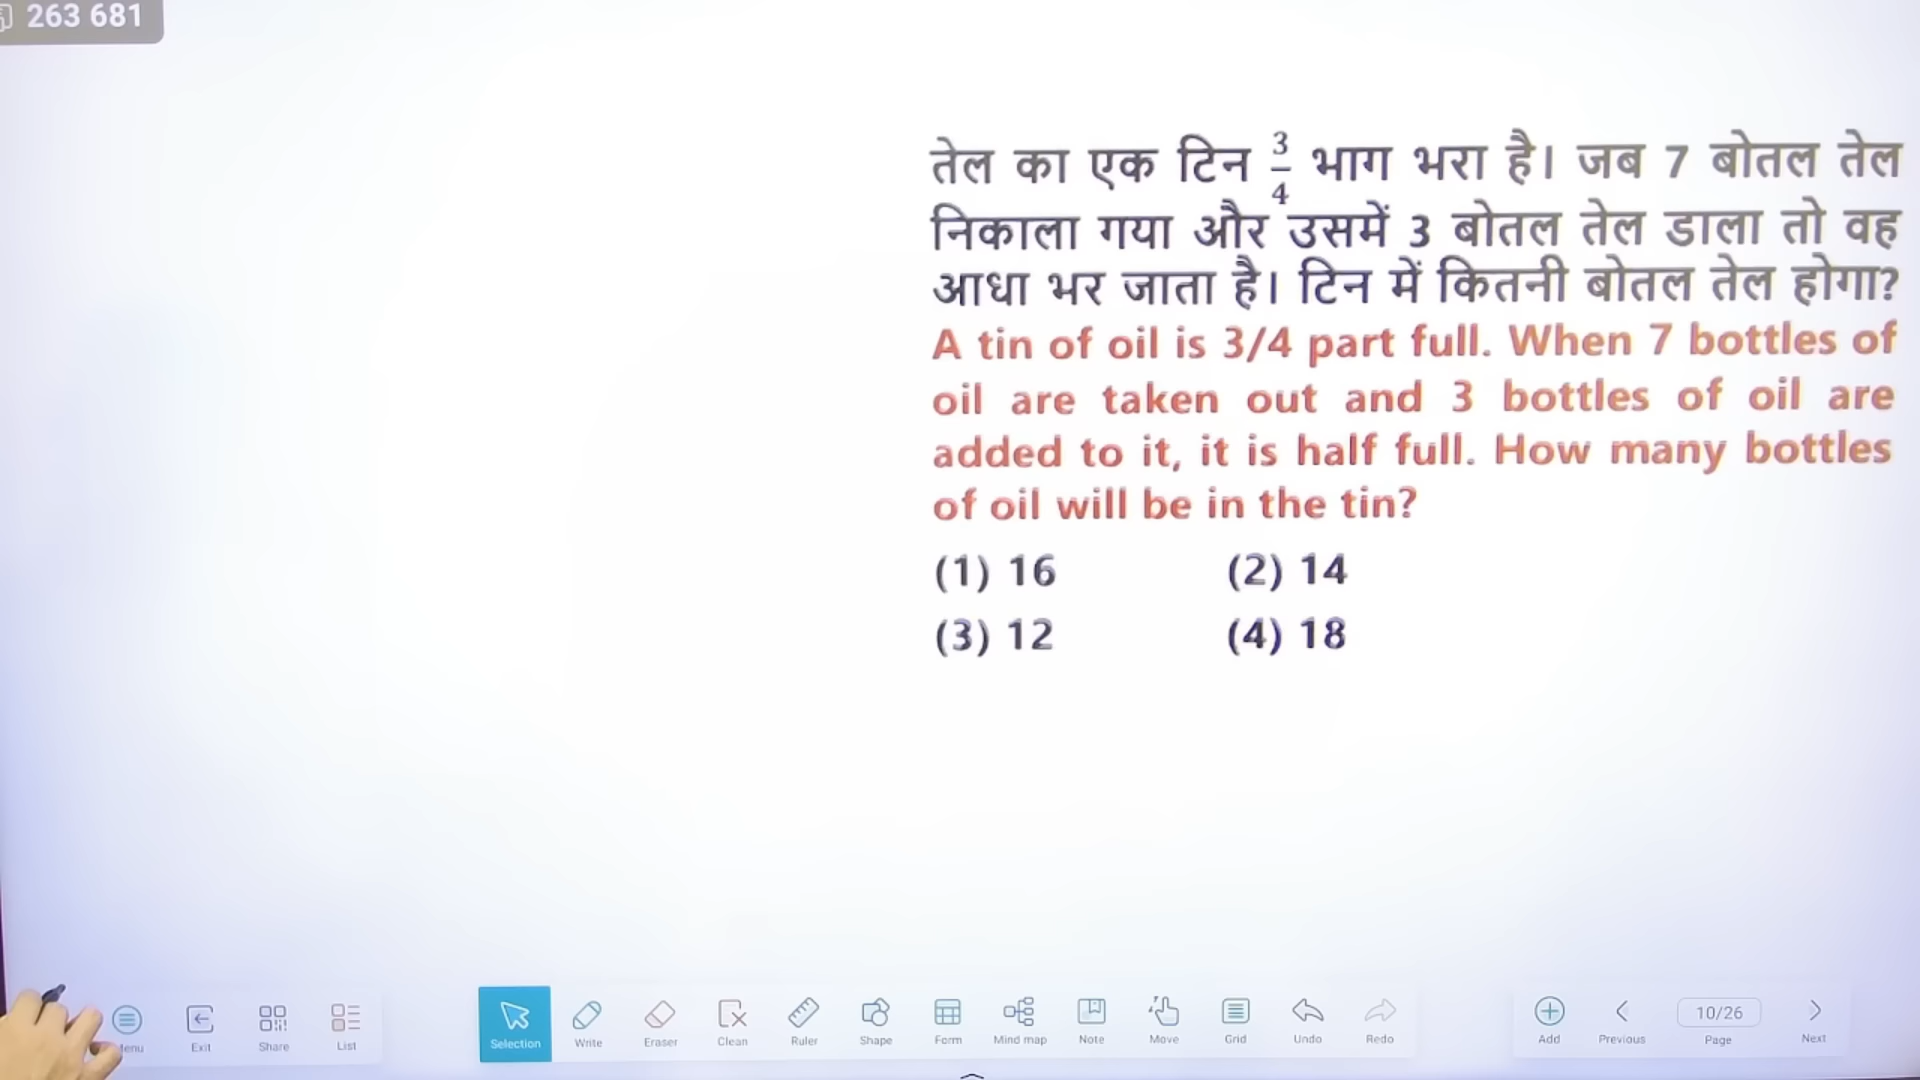 263 681
तेल का एक टिन 3/4 भाग भरा है। जब 7 बोतल तेल
निकाला गया और उसमें 3 बोतल तेल डाला तो वह
आधा भर जाता है। टिन में कितनी बोतल तेल होगा?
A tin of oil is 3/4 part full. When 7 bottles of
oil are taken out and 3 bottles of oil are
added to it, it is half full. How many bottles
of oil will be in the tin?
(1) 16 (2) 14
(3) 12 (4) 18
enu Exit Share List Selection Write Eraser Clean Ruler Shape Form Mind map Note Move Grid Undo Redo Add Previous 10/26 Page Next